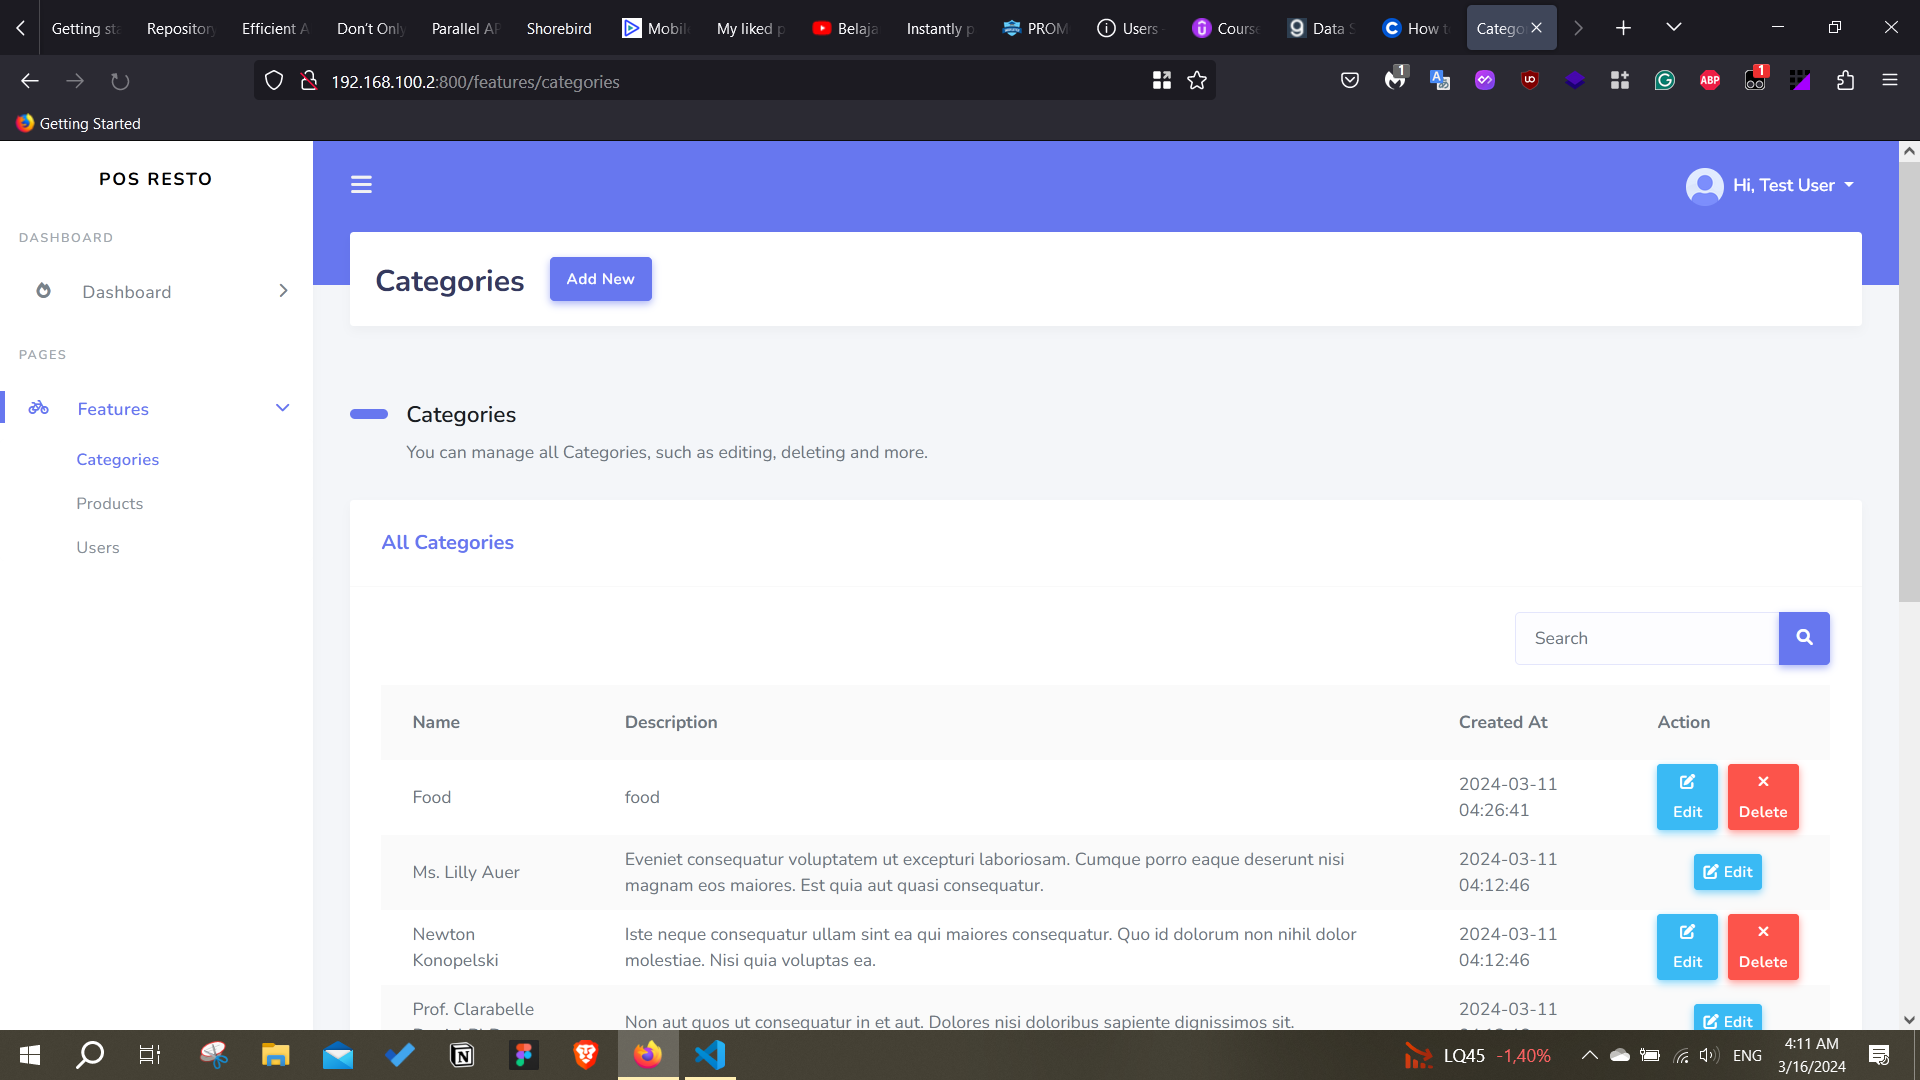 Getting sta
Repository
Efficient A
Don't Only
Parallel AP
Shorebird
Mobile
My liked p
Belaja
Instantly p
PROM
Users -
Course
Data S
How to
Catego
192.168.100.2:800/features/categories
1
ABP
1
Getting Started
POS RESTO
Hi, Test User
DASHBOARD
Dashboard
PAGES
Features
Categories
Products
Users
Categories
Add New
Categories
You can manage all Categories, such as editing, deleting and more.
All Categories
Search
Name Description Created At Action
Food food 2024-03-11
04:26:41
Edit Delete
Ms. Lilly Auer
Eveniet consequatur voluptatem ut excepturi laboriosam. Cumque porro eaque deserunt nisi
magnam eos maiores. Est quia aut quasi consequatur.
2024-03-11
04:12:46
Edit
Newton
Konopelski
Iste neque consequatur ullam sint ea qui maiores consequatur. Quo id dolorum non nihil dolor
molestiae. Nisi quia voluptas ea.
2024-03-11
04:12:46
Edit Delete
Prof. Clarabelle
Non aut quos ut consequatur in et aut. Dolores nisi doloribus sapiente dignissimos sit.
2024-03-11
Edit
LQ45 -1,40%
ENG
4:11 AM
3/16/2024